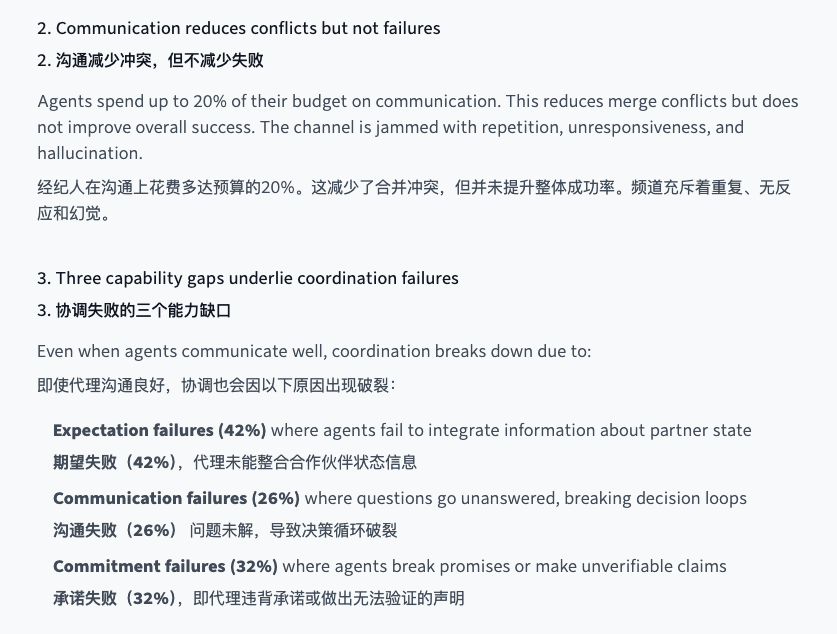 2. Communication reduces conflicts but not failures
2. 沟通减少冲突，但不减少失败
Agents spend up to 20% of their budget on communication. This reduces merge conflicts but does
not improve overall success. The channel is jammed with repetition, unresponsiveness, and
hallucination.
经纪人在沟通上花费多达预算的20%。这减少了合并冲突，但并未提升整体成功率。频道充斥着重复、无反
应和幻觉。
3. Three capability gaps underlie coordination failures
3. 协调失败的三个能力缺口
Even when agents communicate well, coordination breaks down due to:
即使代理沟通良好，协调也会因以下原因出现破裂：
Expectation failures (42%) where agents fail to integrate information about partner state
期望失败（42%），代理未能整合合作伙伴状态信息
Communication failures (26%) where questions go unanswered, breaking decision loops
沟通失败（26%） 问题未解，导致决策循环破裂
Commitment failures (32%) where agents break promises or make unverifiable claims
承诺失败（32%），即代理违背承诺或做出无法验证的声明